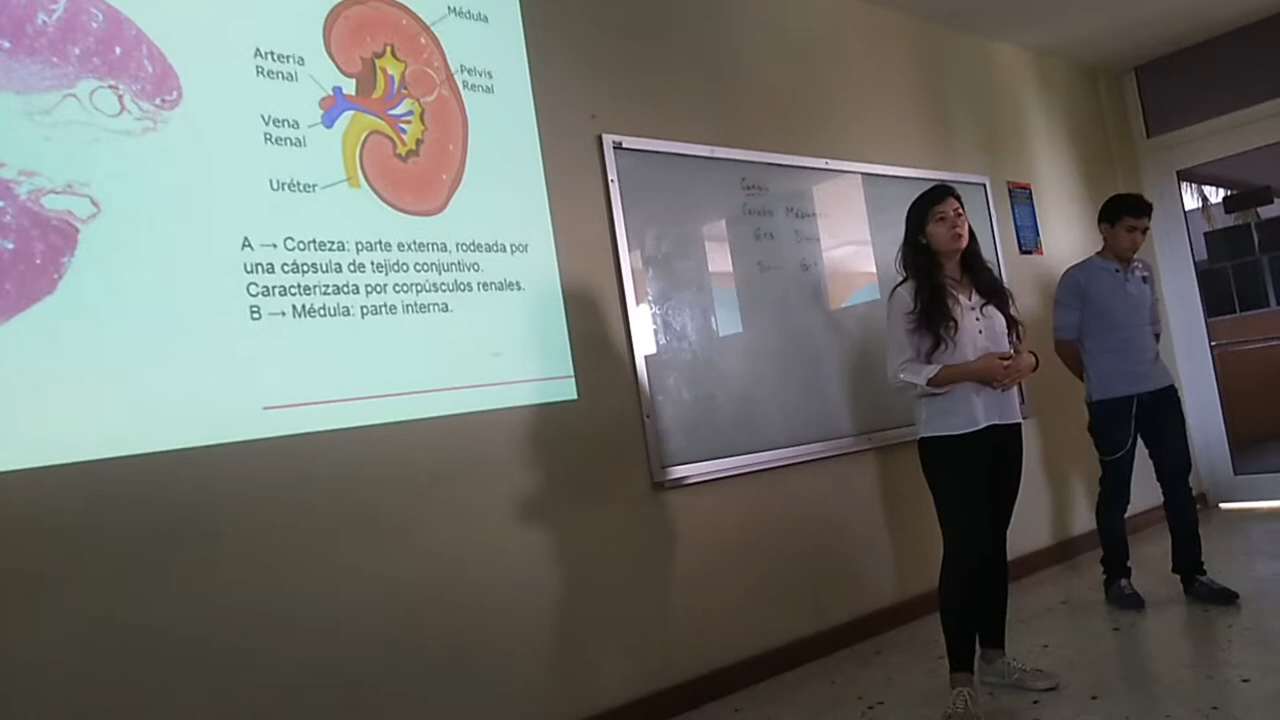 Médula
Arteria
Renal
Pelvis
Renal
Vena
Renal
Uréter
A → Corteza: parte externa, rodeada por
una cápsula de tejido conjuntivo.
Caracterizada por corpúsculos renales.
B → Médula: parte interna.